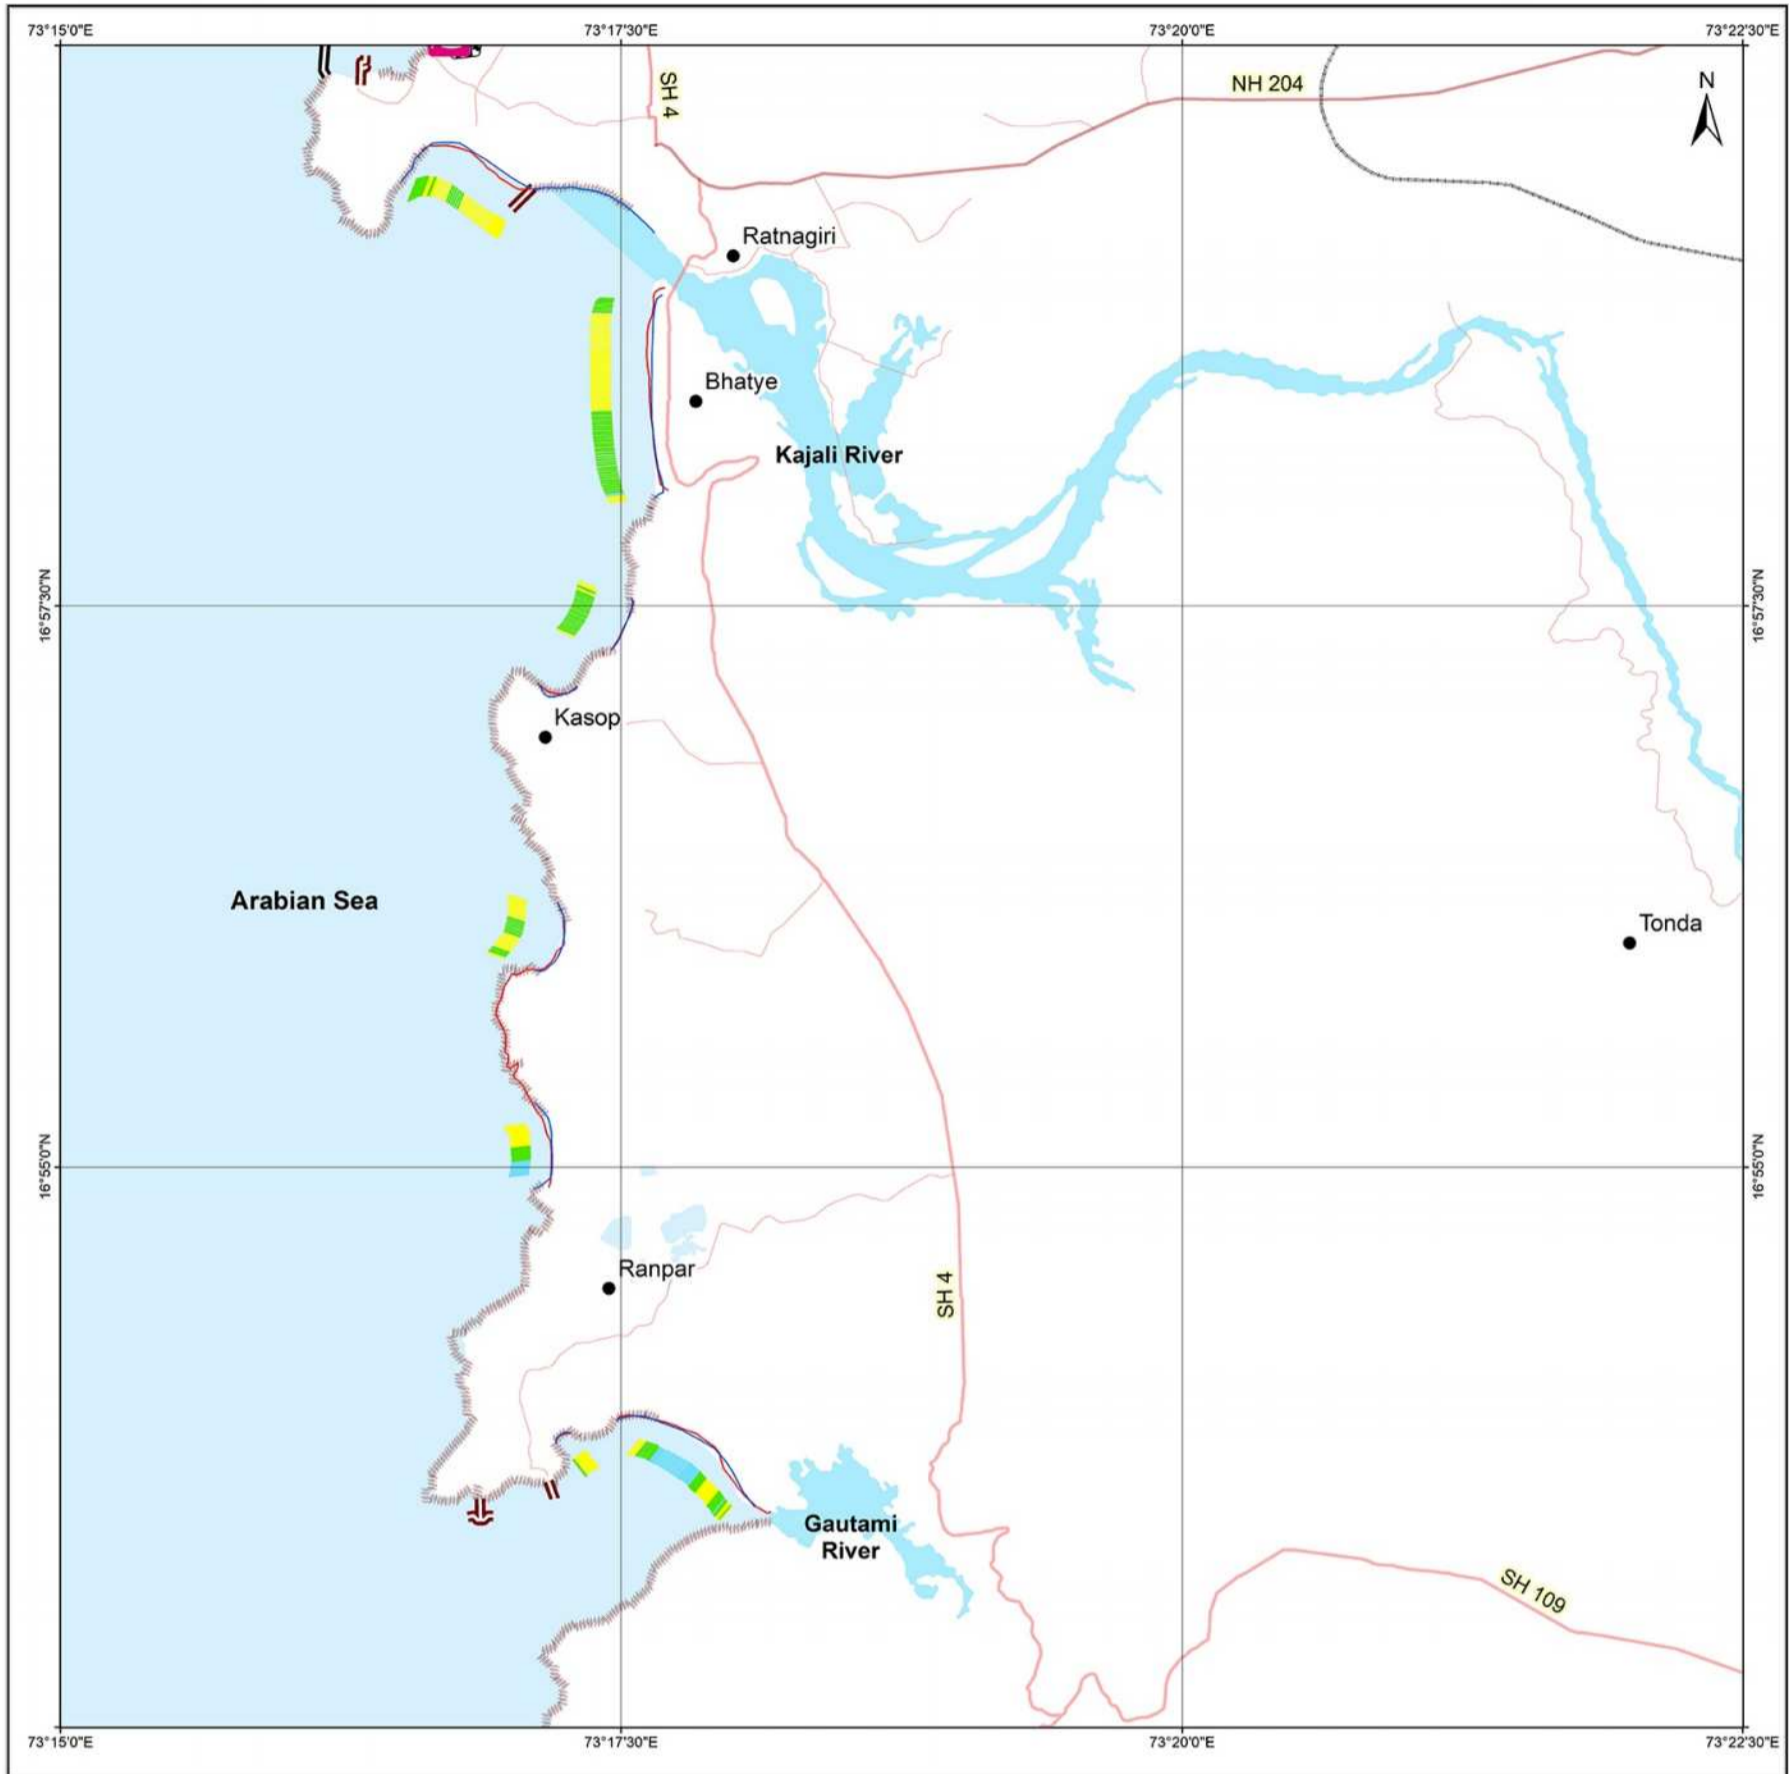 73°15'0"E
73°17'30"E
73°20'0"E
73°22'30"E
SH 4
NH 204
N
Ratnagiri
Bhatye
Kajali River
16°57'30"N
16°57'30"N
Kasop
Arabian Sea
Tonda
16°55'0"N
16°55'0"N
Ranpar
SH 4
Gautami
River
SH 109
73°15'0"E
73°17'30"E
73°20'0"E
73°22'30"E